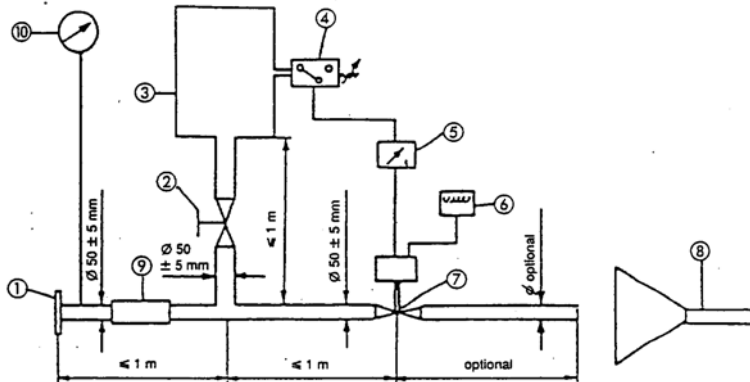 ⑩
④
③
⑤
②
⑥
Ø 50 ± 5 mm
Ø 50
± 5 mm
≤ 1 m
Ø 50 ± 5 mm
Ø optional
①
⑨
⑦
⑧
≤ 1 m
≤ 1 m
optional